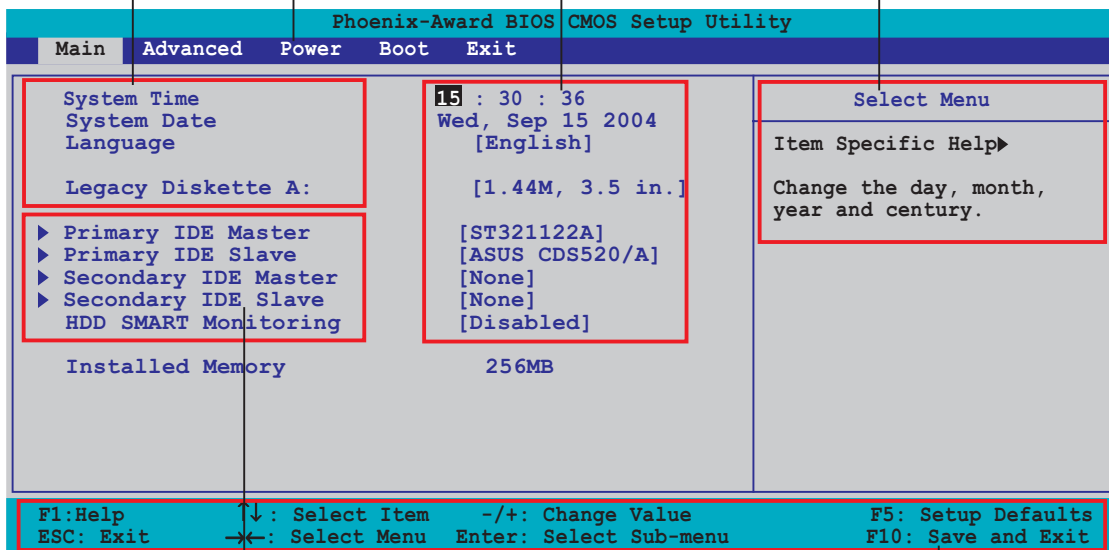 Phoenix-Award BIOS CMOS Setup Utility
Main Advanced Power Boot Exit
System Time 15 : 30 : 36
System Date Wed, Sep 15 2004
Language [English]
Legacy Diskette A: [1.44M, 3.5 in.]
Primary IDE Master [ST321122A]
Primary IDE Slave [ASUS CDS520/A]
Secondary IDE Master [None]
Secondary IDE Slave [None]
HDD SMART Monitoring [Disabled]
Installed Memory 256MB
Select Menu
Item Specific Help▶
Change the day, month,
year and century.
F1:Help ↑↓: Select Item -/+: Change Value F5: Setup Defaults
ESC: Exit →←: Select Menu Enter: Select Sub-menu F10: Save and Exit